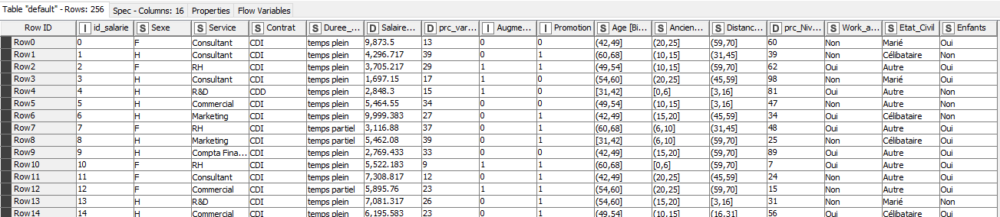 Table "default" - Rows: 256 Spec - Columns: 16 Properties Flow Variables
Row ID I id_salarie S Sexe S Service S Contrat S Duree_... D Salaire... D prc_var... I Augme... I Promotion S Age [Bi... S Ancien... S Distanc... D prc_Niv... S Work_a... S Etat_Civil S Enfants
Row0 0 F Consultant CDI temps plein 9,873.5 13 0 0 (42,49] (20,25] (59,70] 60 Non Marié Oui
Row1 1 H Consultant CDI temps plein 4,296.717 39 0 1 (60,68] (10,15] (31,45] 39 Non Célibataire Non
Row2 2 F RH CDI temps plein 3,705.217 29 1 1 (49,54] (10,15] (59,70] 62 Oui Autre Oui
Row3 3 H Consultant CDI temps plein 1,697.15 17 1 0 (54,60] (20,25] (45,59] 98 Non Marié Oui
Row4 4 H R&D CDD temps plein 2,848.3 15 1 0 [31,42] [0,6] [3,16] 81 Oui Autre Non
Row5 5 H Commercial CDI temps plein 5,464.55 34 0 0 (49,54] (10,15] [3,16] 47 Non Autre Non
Row6 6 H Marketing CDI temps plein 9,999.383 27 0 1 (42,49] (15,20] (45,59] 34 Oui Célibataire Non
Row7 7 F RH CDI temps partiel 3,116.88 37 0 1 (60,68] (6,10] (31,45] 48 Oui Autre Oui
Row8 8 H Marketing CDI temps partiel 5,462.08 39 0 1 [31,42] (6,10] (59,70] 25 Non Célibataire Oui
Row9 9 H Compta Fina... CDI temps plein 2,769.433 33 0 0 (42,49] (15,20] (45,59] 89 Oui Autre Oui
Row10 10 F RH CDI temps plein 5,522.183 9 1 1 (60,68] [0,6] (59,70] 7 Oui Autre Oui
Row11 11 F Consultant CDI temps plein 7,308.817 12 0 1 (42,49] (20,25] (45,59] 24 Non Autre Oui
Row12 12 F Commercial CDI temps partiel 5,895.76 23 1 1 (54,60] (20,25] (59,70] 15 Non Autre Oui
Row13 13 H R&D CDI temps plein 7,081.317 26 0 1 (54,60] (15,20] [3,16] 31 Non Marié Non
Row14 14 H Commercial CDI temps plein 6,195.583 23 0 1 (49,54] (10,15] (16,31] 56 Oui Célibataire Oui